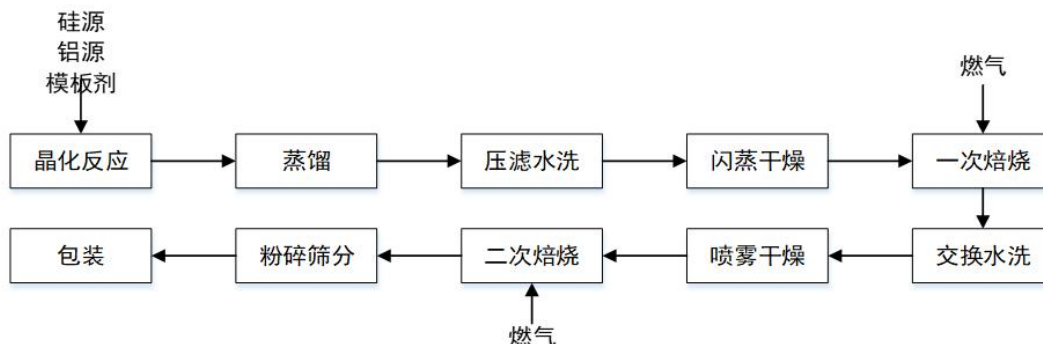 硅源
铝源
模板剂
燃气
晶化反应
蒸馏
压滤水洗
闪蒸干燥
一次焙烧
包装
粉碎筛分
二次焙烧
喷雾干燥
交换水洗
燃气